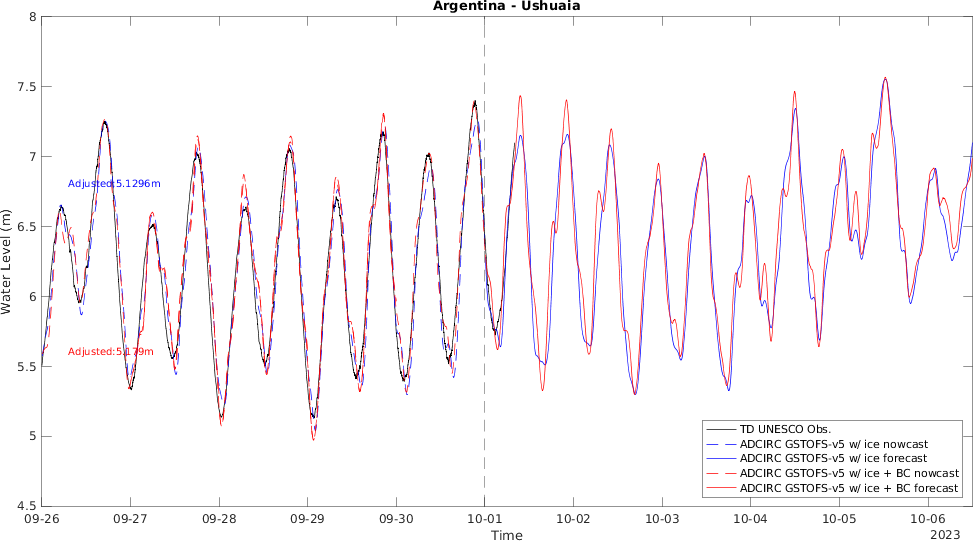 Argentina - Ushuaia
8
7.5
7
6.5
6
5.5
5
4.5
Water Level (m)
Adjusted:5.1296m
Adjusted:5.179m
TD UNESCO Obs.
ADCIRC GSTOFS-v5 w/ ice nowcast
ADCIRC GSTOFS-v5 w/ ice forecast
ADCIRC GSTOFS-v5 w/ ice + BC nowcast
ADCIRC GSTOFS-v5 w/ ice + BC forecast
09-26 09-27 09-28 09-29 09-30 10-01 10-02 10-03 10-04 10-05 10-06
2023
Time